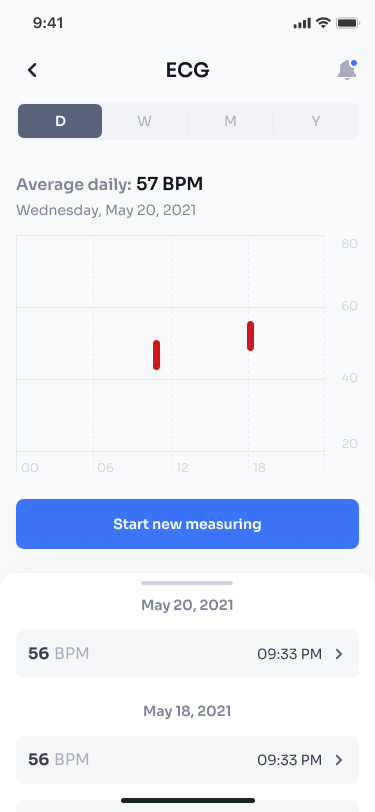 9:41
ECG
D W M Y
Average daily: 57 BPM
Wednesday, May 20, 2021
80
60
40
20
00 06 12 18
Start new measuring
May 20, 2021
56 BPM 09:33 PM
May 18, 2021
56 BPM 09:33 PM